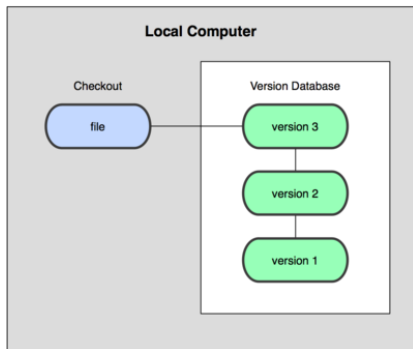 Local Computer
Checkout
Version Database
file
version 3
version 2
version 1